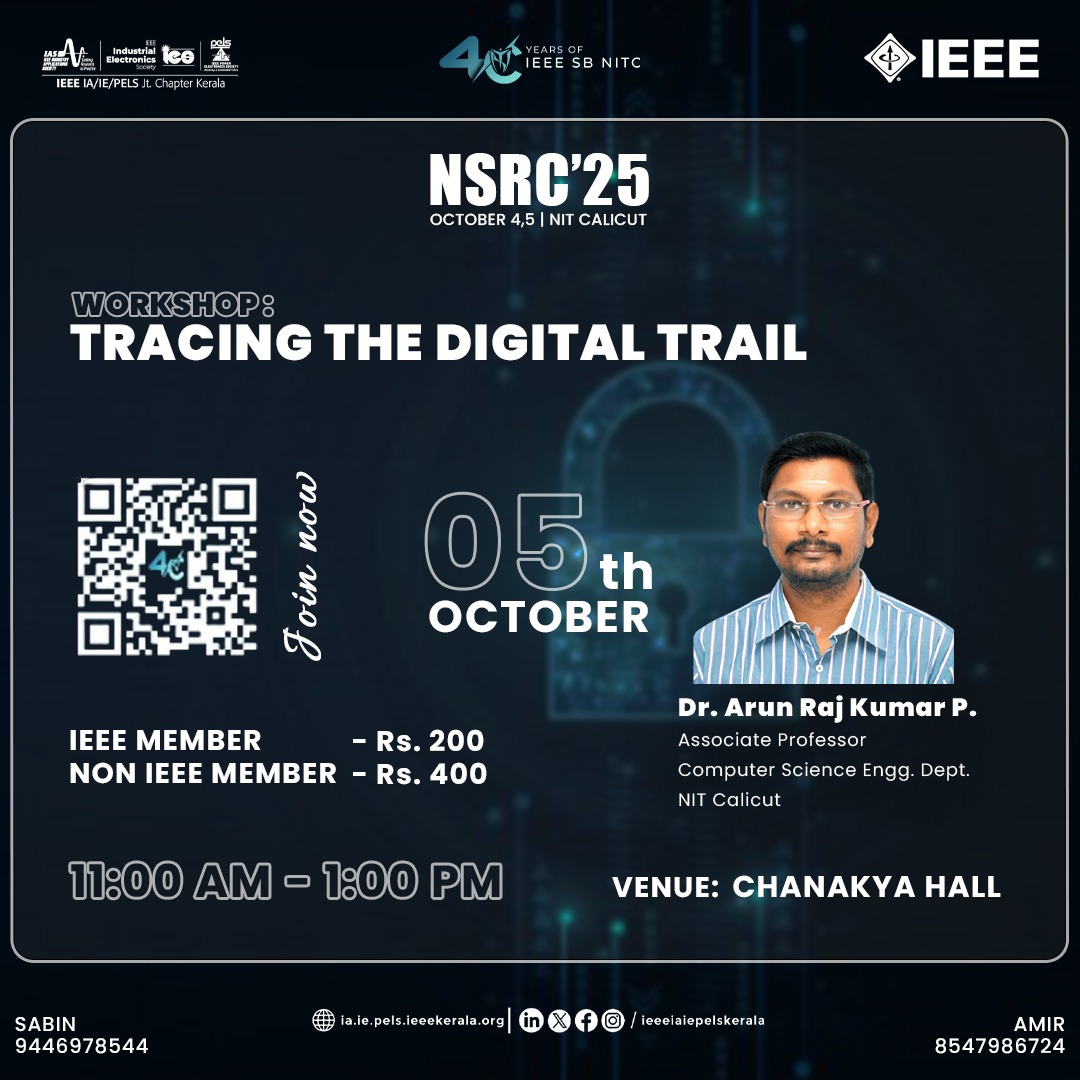 IAS
IEEE INDUSTRY
APPLICATIONS
SOCIETY
IEEE
Industrial
Electronics
Society
ies
pels
IEEE IA/IE/PELS Jt. Chapter Kerala
40 YEARS OF
IEEE SB NITC
IEEE
NSRC’25
OCTOBER 4,5 | NIT CALICUT
WORKSHOP:
TRACING THE DIGITAL TRAIL
Join now
05th
OCTOBER
Dr. Arun Raj Kumar P.
Associate Professor
Computer Science Engg. Dept.
NIT Calicut
IEEE MEMBER - Rs. 200
NON IEEE MEMBER - Rs. 400
11:00 AM – 1:00 PM
VENUE: CHANAKYA HALL
SABIN
9446978544
ia.ie.pels.ieeekerala.org
/ ieeeiaiepelskerala
AMIR
8547986724